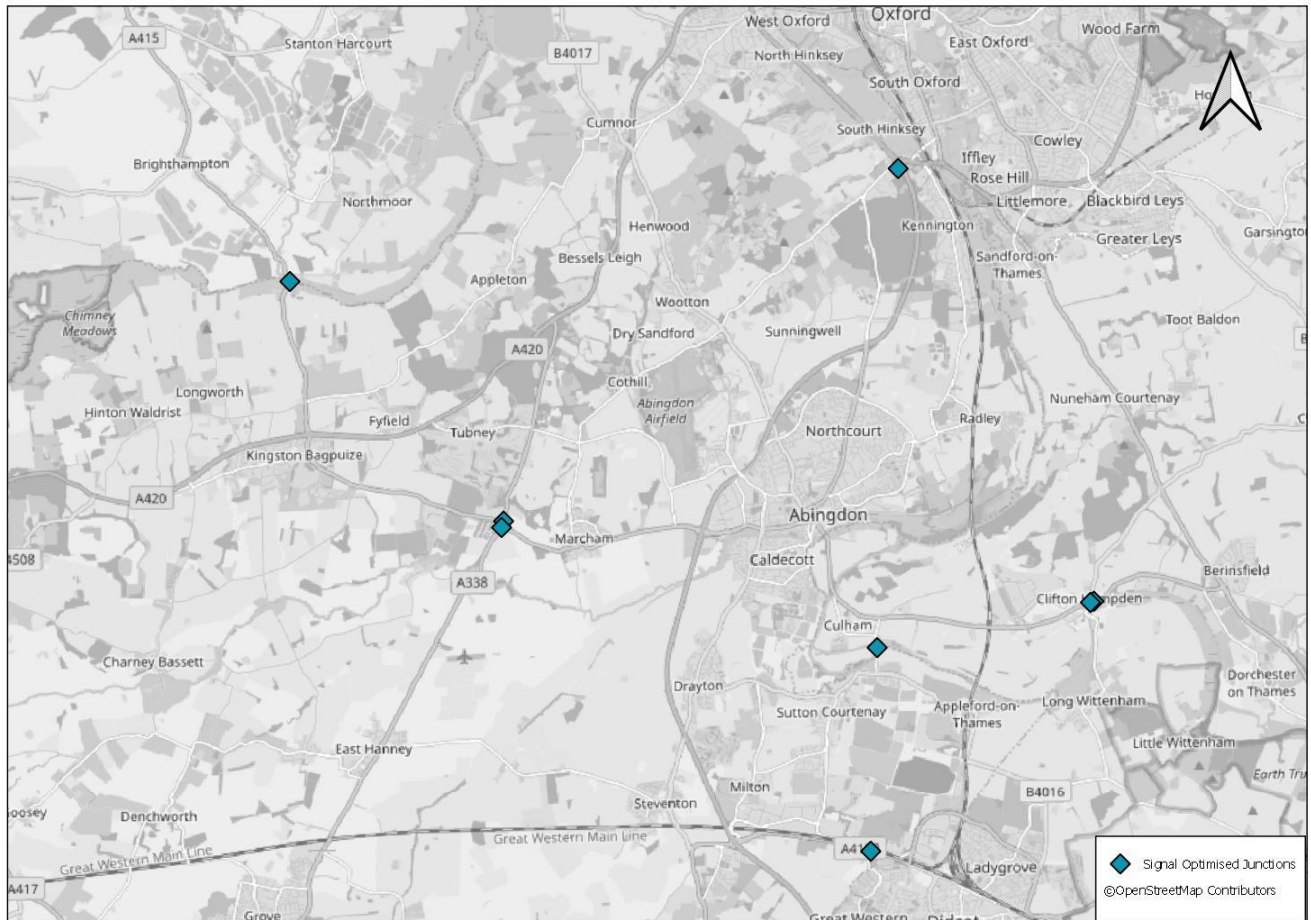 West Oxford
Oxford
A415
Stanton Harcourt
B4017
North Hinksey
East Oxford
Wood Farm
South Oxford
Cumnor
South Hinksey
Cowley
Brighthampton
Iffley
Rose Hill
Northmoor
Littlemore
Blackbird Leys
Henwood
Kennington
Garsington
Greater Leys
Bessels Leigh
Sandford-on-
Thames
Appleton
Wootton
Chimney
Meadows
Dry Sandford
Sunningwell
Toot Baldon
A420
Cothill
Longworth
Nuneham Courtenay
Hinton Waldrist
Abingdon
Airfield
Fyfield
Radley
Tubney
Northcourt
Kingston Bagpuize
A420
Abingdon
Marcham
Caldecott
4508
A338
Berinsfield
Clifton
Culham
Charney Bassett
Drayton
Dorchester
on Thames
Sutton Courtenay
Appleford-on-
Thames
Long Wittenham
East Hanney
Little Wittenham
Earth
Milton
B4016
Steventon
Denchworth
Great Western Main Line
Great Western Main Line
Ladygrove
A417
Grove
Great Western
Didcot
Signal Optimised Junctions
©OpenStreetMap Contributors